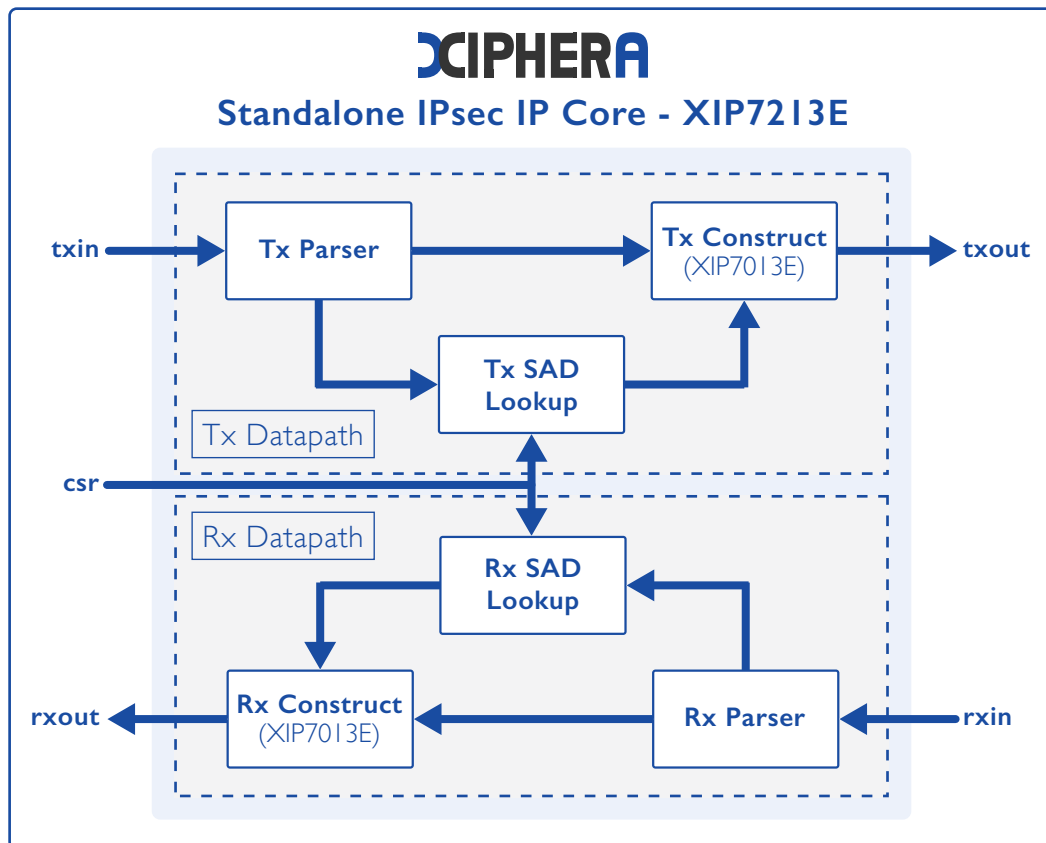 XCIPHERA
Standalone IPsec IP Core - XIP7213E
txin
Tx Parser
Tx Construct
(XIP7013E)
txout
Tx SAD
Lookup
Tx Datapath
csr
Rx Datapath
Rx SAD
Lookup
rxout
Rx Construct
(XIP7013E)
Rx Parser
rxin